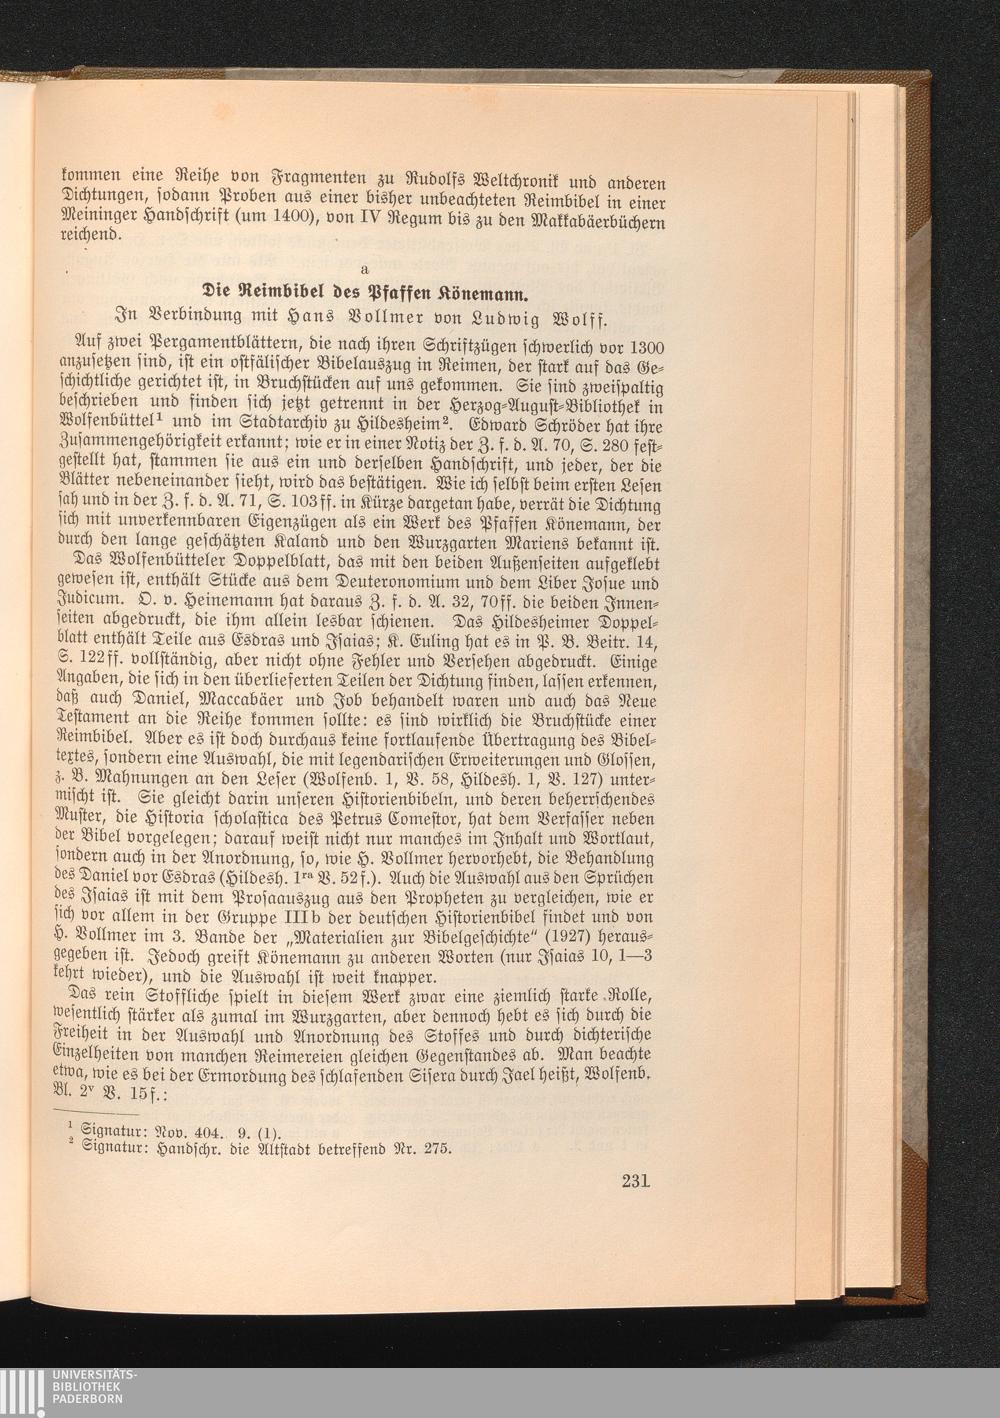 kommen eine Reihe von Fragmenten zu Rudolfs Weltchronik und anderen
Dichtungen, sodann Proben aus einer bisher unbeachteten Reimbibel in einer
Meininger Handschrift (um 1400), von IV Regum bis zu den Makkabäerbüchern
reichend.
a
Die Reimbibel des Pfaffen Könemann.
In Verbindung mit Hans Vollmer von Ludwig Wolff.
Auf zwei Pergamentblättern, die nach ihren Schriftzügen schwerlich vor 1300
anzusetzen sind, ist ein ostfälischer Bibelauszug in Reimen, der stark auf das Ge-
schichtliche gerichtet ist, in Bruchstücken auf uns gekommen. Sie sind zweispaltig
beschrieben und finden sich jetzt getrennt in der Herzog-August-Bibliothek in
Wolfenbüttel¹ und im Stadtarchiv zu Hildesheim². Edward Schröder hat ihre
Zusammengehörigkeit erkannt; wie er in einer Notiz der Z. f. d. A. 70, S. 280 fest-
gestellt hat, stammen sie aus ein und derselben Handschrift, und jeder, der die
Blätter nebeneinander sieht, wird das bestätigen. Wie ich selbst beim ersten Lesen
sah und in der Z. f. d. A. 71, S. 103ff. in Kürze dargetan habe, verrät die Dichtung
sich mit unverkennbaren Eigenzügen als ein Werk des Pfaffen Könemann, der
durch den lange geschätzten Kaland und den Wurzgarten Mariens bekannt ist.
Das Wolfenbütteler Doppelblatt, das mit den beiden Außenseiten aufgeklebt
gewesen ist, enthält Stücke aus dem Deuteronomium und dem Liber Josue und
Judicum. O. v. Heinemann hat daraus Z. f. d. A. 32, 70ff. die beiden Innen-
seiten abgedruckt, die ihm allein lesbar schienen. Das Hildesheimer Doppel-
blatt enthält Teile aus Esdras und Isaias; K. Euling hat es in P. B. Beitr. 14,
S. 122ff. vollständig, aber nicht ohne Fehler und Versehen abgedruckt. Einige
Angaben, die sich in den überlieferten Teilen der Dichtung finden, lassen erkennen,
daß auch Daniel, Maccabäer und Job behandelt waren und auch das Neue
Testament an die Reihe kommen sollte: es sind wirklich die Bruchstücke einer
Reimbibel. Aber es ist doch durchaus keine fortlaufende Übertragung des Bibel-
textes, sondern eine Auswahl, die mit legendarischen Erweiterungen und Glossen,
z. B. Mahnungen an den Leser (Wolfenb. 1, V. 58, Hildesh. 1, V. 127) unter-
mischt ist. Sie gleicht darin unseren Historienbibeln, und deren beherrschendes
Muster, die Historia scholastica des Petrus Comestor, hat dem Verfasser neben
der Bibel vorgelegen; darauf weist nicht nur manches im Inhalt und Wortlaut,
sondern auch in der Anordnung, so, wie H. Vollmer hervorhebt, die Behandlung
des Daniel vor Esdras (Hildesh. 1ʳᵃ V. 52f.). Auch die Auswahl aus den Sprüchen
des Isaias ist mit dem Prosaauszug aus den Propheten zu vergleichen, wie er
sich vor allem in der Gruppe IIIb der deutschen Historienbibel findet und von
H. Vollmer im 3. Bande der „Materialien zur Bibelgeschichte“ (1927) heraus-
gegeben ist. Jedoch greift Könemann zu anderen Worten (nur Isaias 10, 1—3
kehrt wieder), und die Auswahl ist weit knapper.
Das rein Stoffliche spielt in diesem Werk zwar eine ziemlich starke Rolle,
wesentlich stärker als zumal im Wurzgarten, aber dennoch hebt es sich durch die
Freiheit in der Auswahl und Anordnung des Stoffes und durch dichterische
Einzelheiten von manchen Reimereien gleichen Gegenstandes ab. Man beachte
etwa, wie es bei der Ermordung des schlafenden Sisera durch Jael heißt, Wolfenb.
Bl. 2ᵛ V. 15f.:
¹ Signatur: Nov. 404. 9. (1).
² Signatur: Handschr. die Altstadt betreffend Nr. 275.
231
UNIVERSITÄTS-
BIBLIOTHEK
PADERBORN